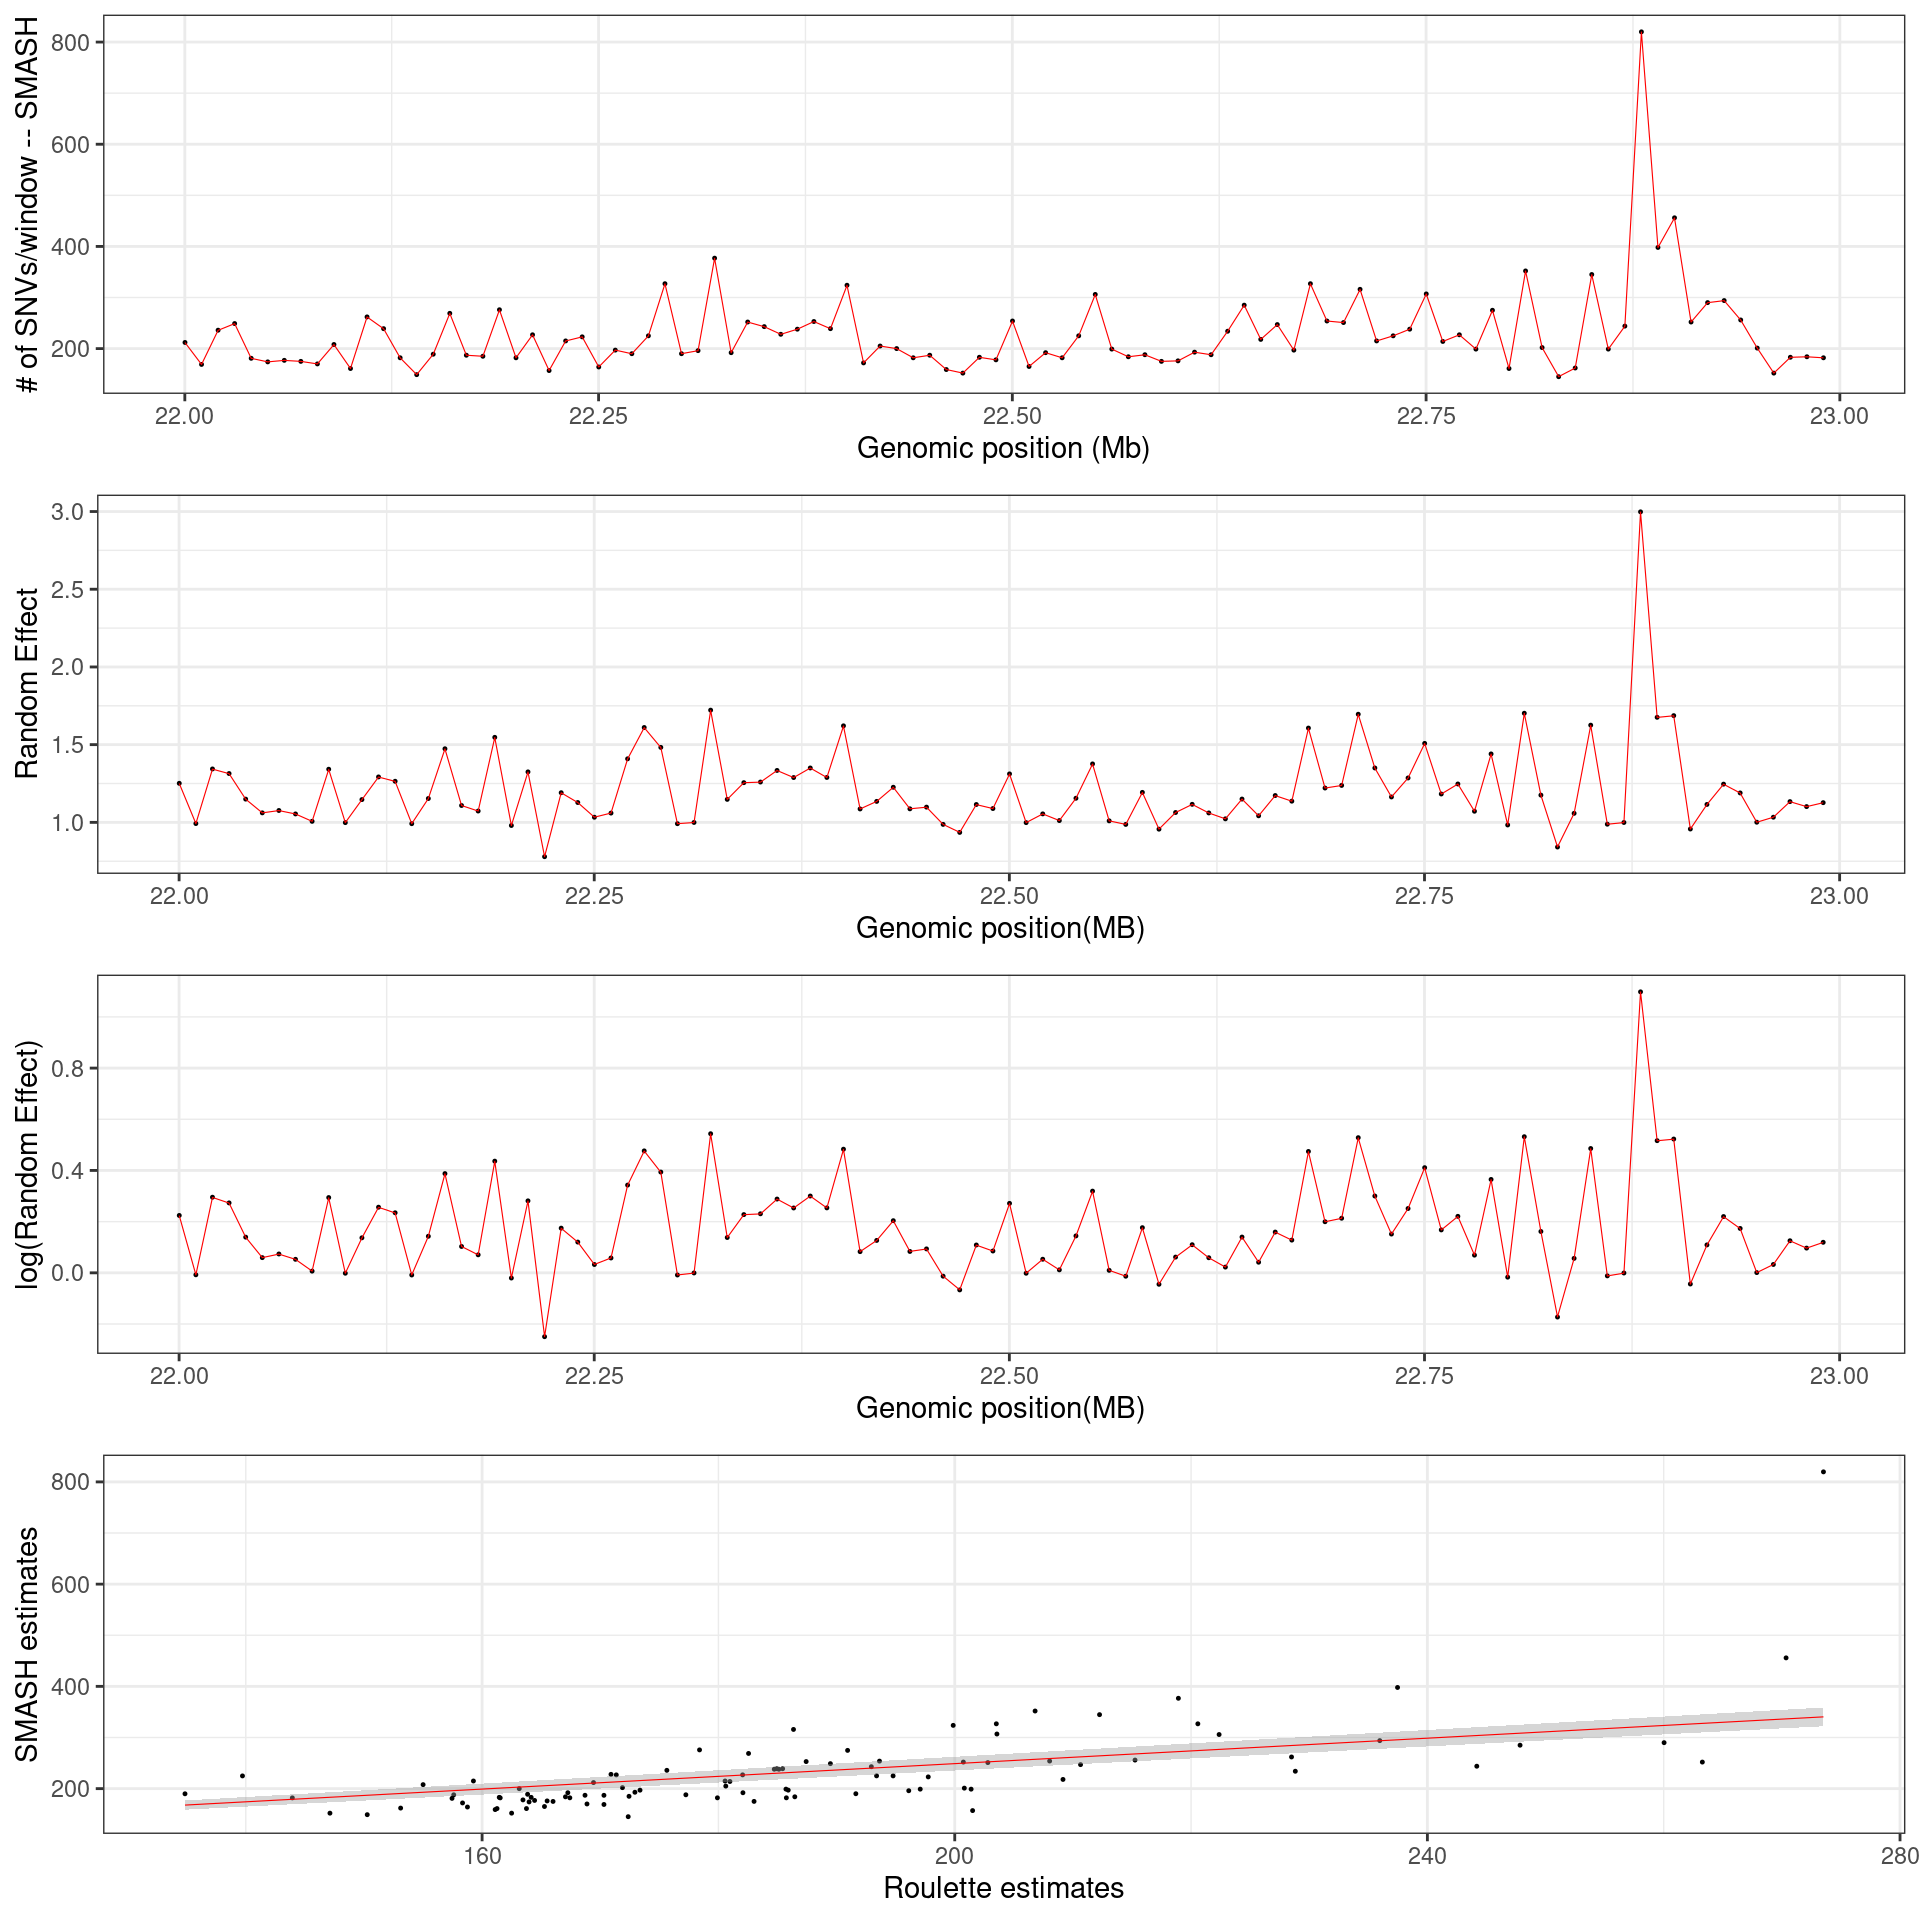 # of SNVs/window -- SMASH
800
600
400
200
22.00 22.25 22.50 22.75 23.00
Genomic position (Mb)
Random Effect
3.0
2.5
2.0
1.5
1.0
22.00 22.25 22.50 22.75 23.00
Genomic position(MB)
log(Random Effect)
0.8
0.4
0.0
22.00 22.25 22.50 22.75 23.00
Genomic position(MB)
SMASH estimates
800
600
400
200
160 200 240 280
Roulette estimates